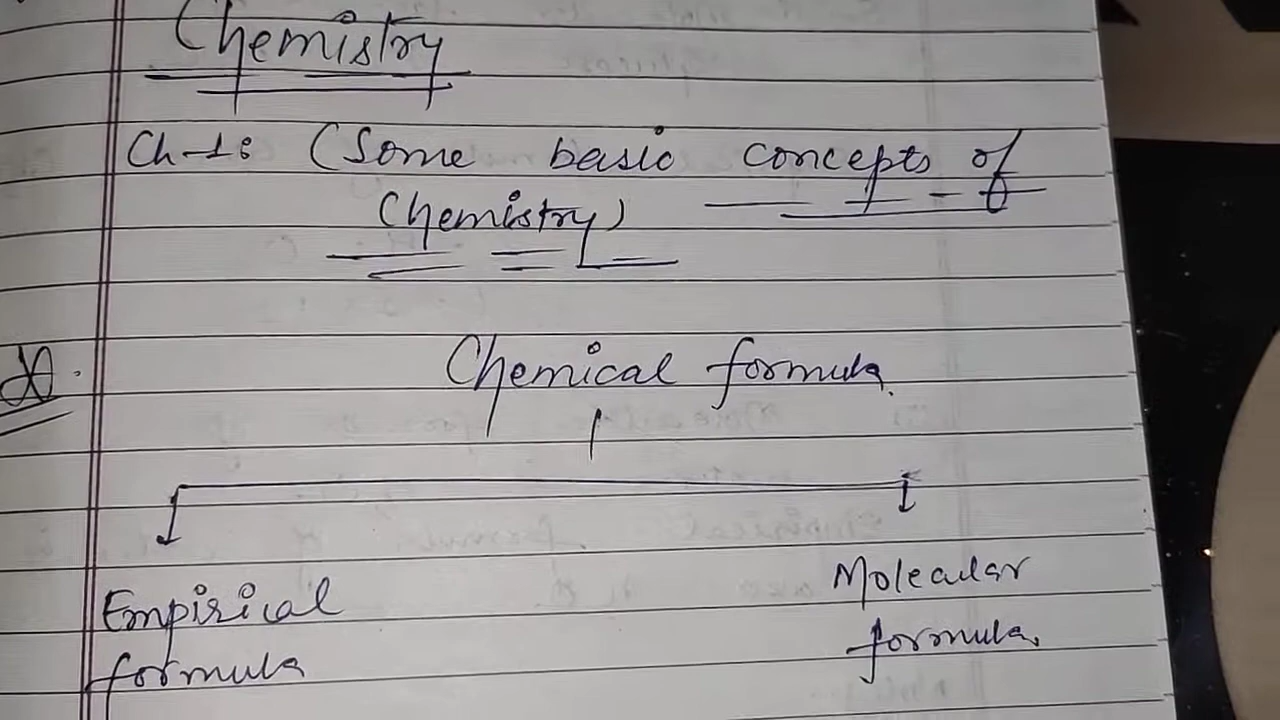 Chemistry
Ch-1: (Some basic concepts of
Chemistry)
Chemical formula.
Empirical
formula
Molecular
formula.